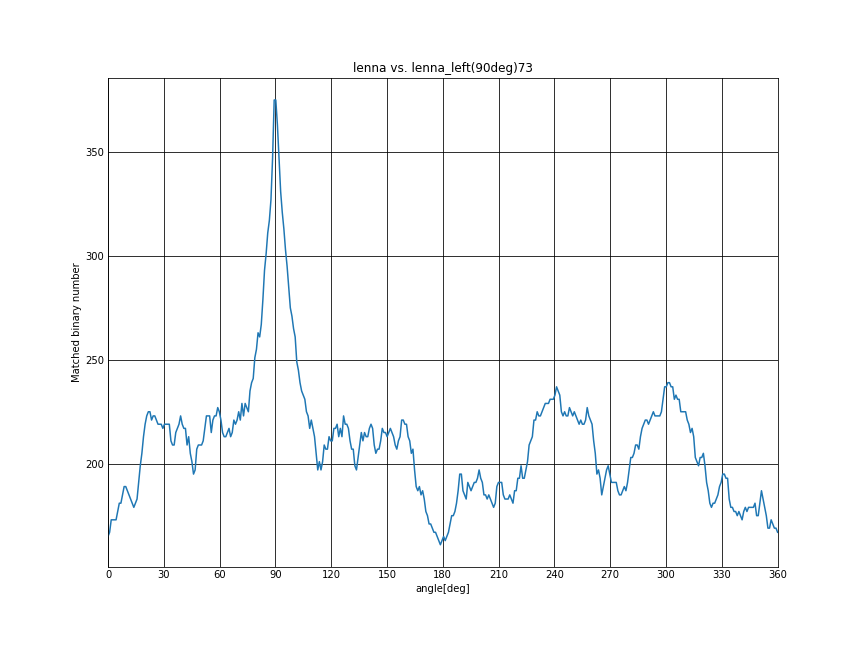 lenna vs. lenna_left(90deg)73
Matched binary number
350
300
250
200
0 30 60 90 120 150 180 210 240 270 300 330 360
angle[deg]